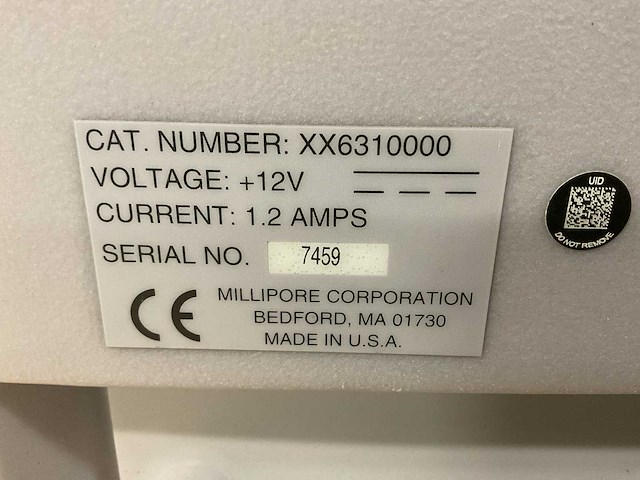 CAT. NUMBER: XX6310000
VOLTAGE: +12V
CURRENT: 1.2 AMPS
SERIAL NO. 7459
CE
MILLIPORE CORPORATION
BEDFORD, MA 01730
MADE IN U.S.A.
UID
DO NOT REMOVE